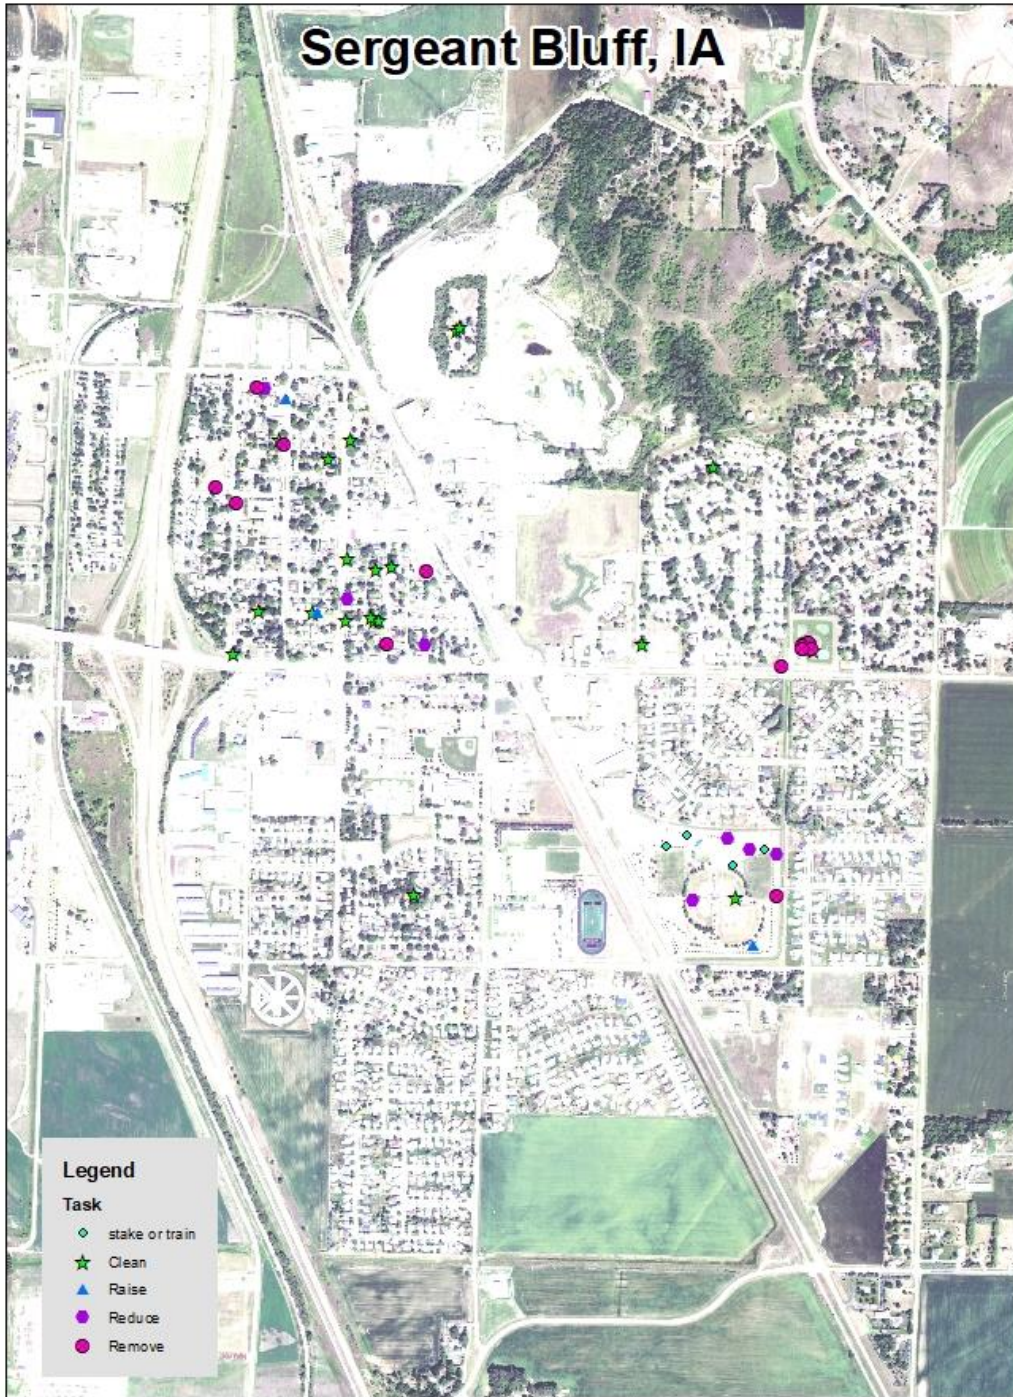 Sergeant Bluff, IA
Legend
Task
stake or train
Clean
Raise
Reduce
Remove